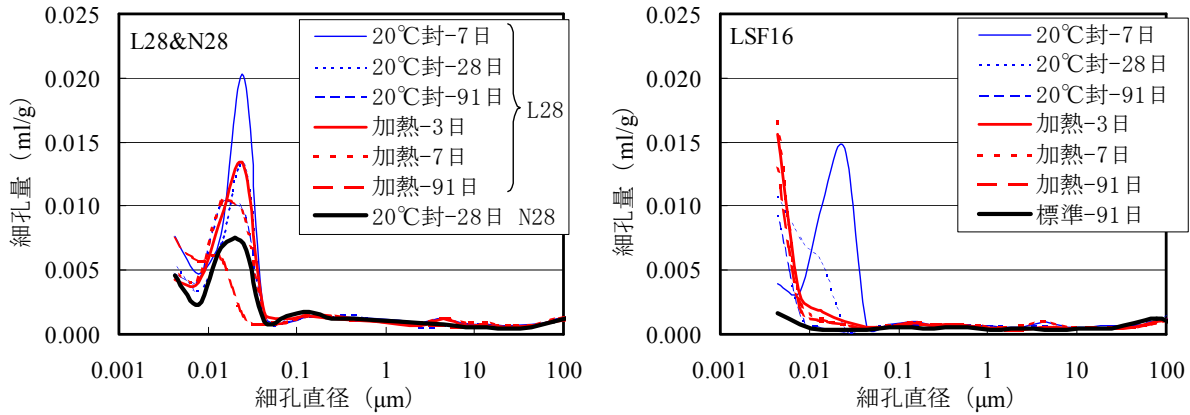 L28&N28
細孔量 (ml/g)
0.025
0.020
0.015
0.010
0.005
0.000
20℃封-7日
20℃封-28日
20℃封-91日
加熱-3日
加熱-7日
加熱-91日
20℃封-28日 N28
L28
0.001 0.01 0.1 1 10 100
細孔直径 (μm)
LSF16
細孔量 (ml/g)
0.025
0.020
0.015
0.010
0.005
0.000
20℃封-7日
20℃封-28日
20℃封-91日
加熱-3日
加熱-7日
加熱-91日
標準-91日
0.001 0.01 0.1 1 10 100
細孔直径 (μm)